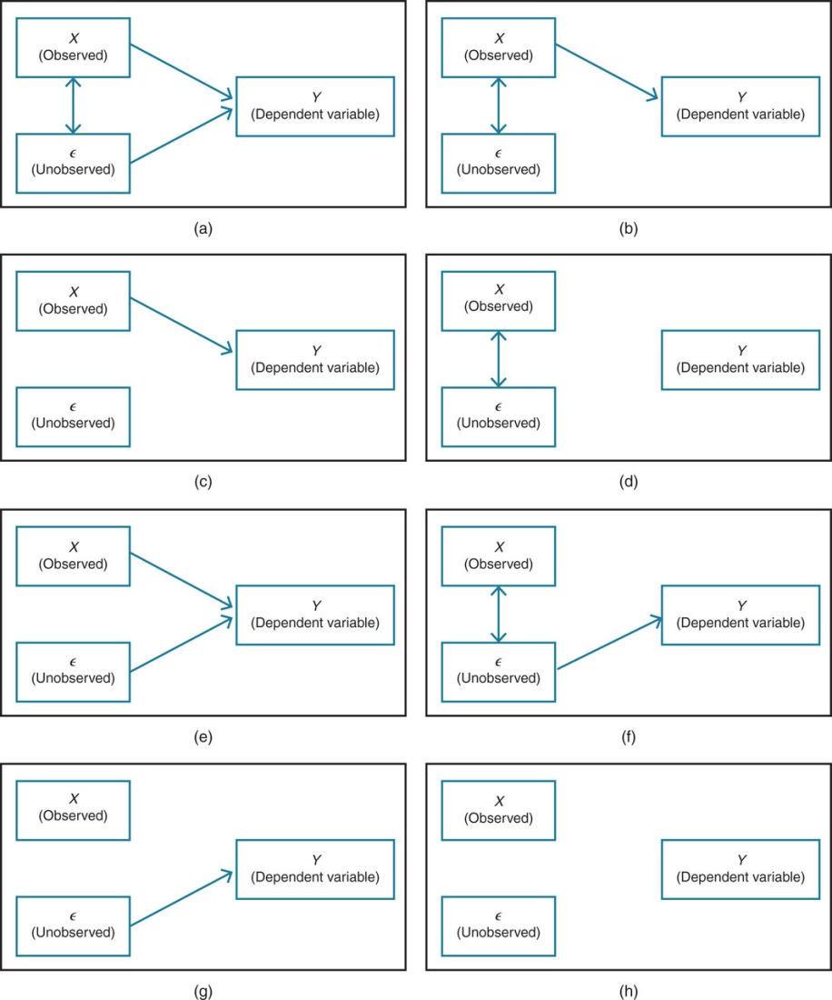 X
(Observed)
Y
(Dependent variable)
ϵ
(Unobserved)
(a)
X
(Observed)
Y
(Dependent variable)
ϵ
(Unobserved)
(b)
X
(Observed)
Y
(Dependent variable)
ϵ
(Unobserved)
(c)
X
(Observed)
Y
(Dependent variable)
ϵ
(Unobserved)
(d)
X
(Observed)
Y
(Dependent variable)
ϵ
(Unobserved)
(e)
X
(Observed)
Y
(Dependent variable)
ϵ
(Unobserved)
(f)
X
(Observed)
Y
(Dependent variable)
ϵ
(Unobserved)
(g)
X
(Observed)
Y
(Dependent variable)
ϵ
(Unobserved)
(h)